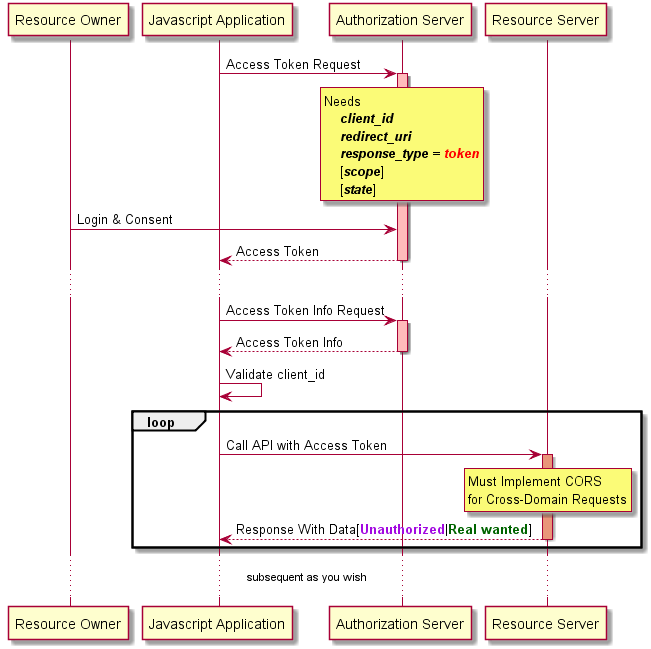 Resource Owner
Javascript Application
Authorization Server
Resource Server
Access Token Request
Needs
client_id
redirect_uri
response_type = token
[scope]
[state]
Login & Consent
Access Token
Access Token Info Request
Access Token Info
Validate client_id
loop
Call API with Access Token
Must Implement CORS
for Cross-Domain Requests
Response With Data[Unauthorized|Real wanted]
subsequent as you wish
Resource Owner
Javascript Application
Authorization Server
Resource Server